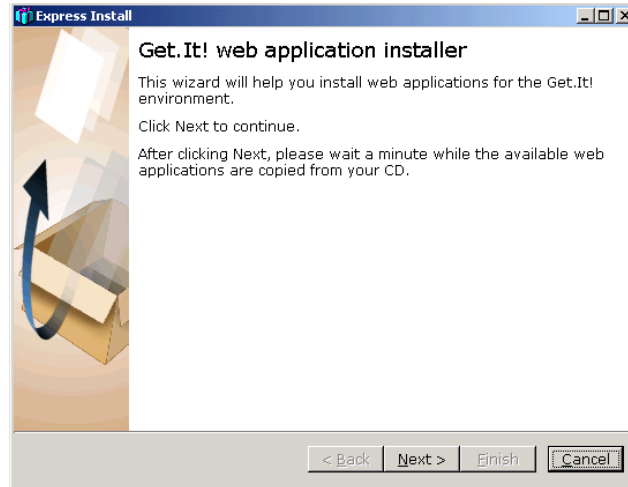 Express Install
Get.It! web application installer
This wizard will help you install web applications for the Get.It!
environment.
Click Next to continue.
After clicking Next, please wait a minute while the available web
applications are copied from your CD.
< Back
Next >
Finish
Cancel